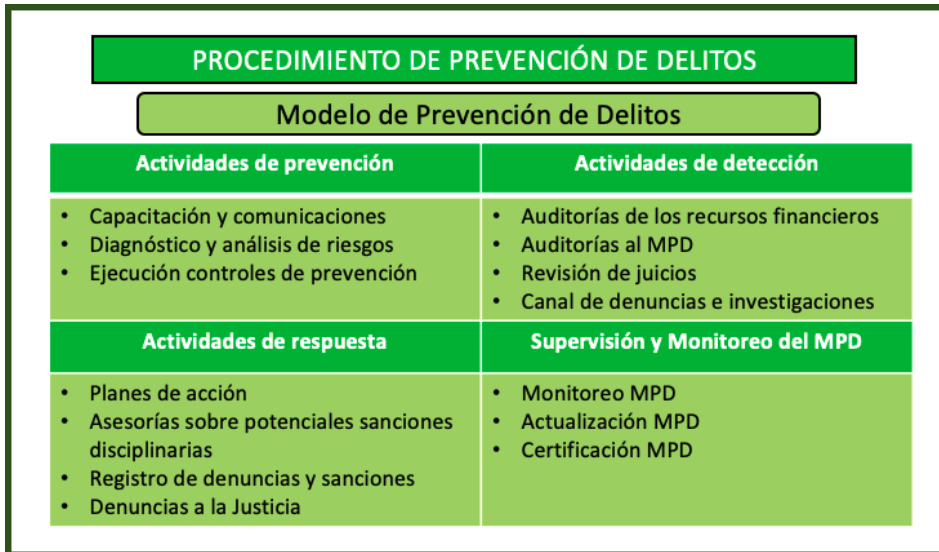 PROCEDIMIENTO DE PREVENCIÓN DE DELITOS
Modelo de Prevención de Delitos
Actividades de prevención
• Capacitación y comunicaciones
• Diagnóstico y análisis de riesgos
• Ejecución controles de prevención
Actividades de detección
• Auditorías de los recursos financieros
• Auditorías al MPD
• Revisión de juicios
• Canal de denuncias e investigaciones
Actividades de respuesta
• Planes de acción
• Asesorías sobre potenciales sanciones
disciplinarias
• Registro de denuncias y sanciones
• Denuncias a la Justicia
Supervisión y Monitoreo del MPD
• Monitoreo MPD
• Actualización MPD
• Certificación MPD